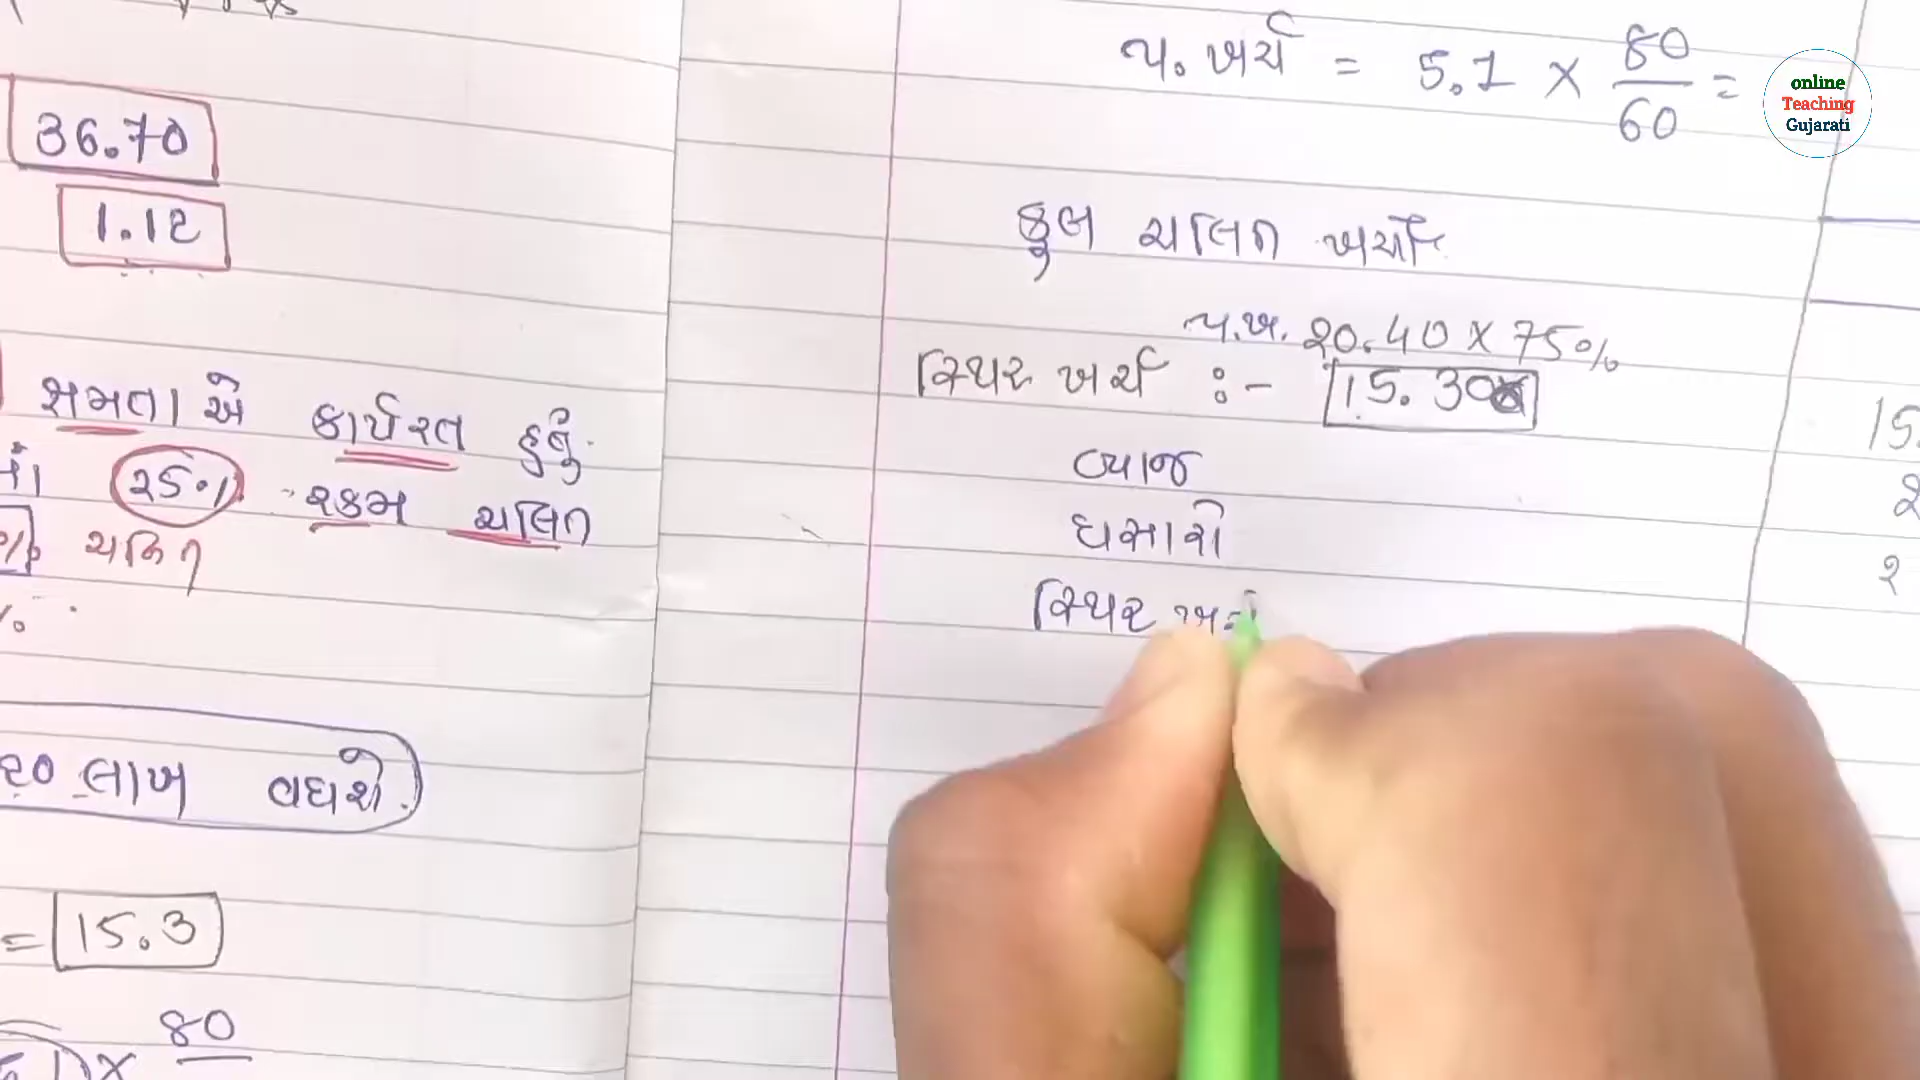 36.70
1.12
ક્ષમતાએ કાર્યરત હતું.
માં 25% રકમ ચલિત
ચલિત
20 લાખ વધશે.
= 15.3
80
ચ. ખર્ચ = 5.1 × 80/60 =
કુલ ચલિત ખર્ચા
ચ.ખ. 20.40 × 75%
સ્થિર ખર્ચ :- 15.30
વ્યાજ
ઘસારો
સ્થિર ખર્ચ
15.
2
2
online
Teaching
Gujarati